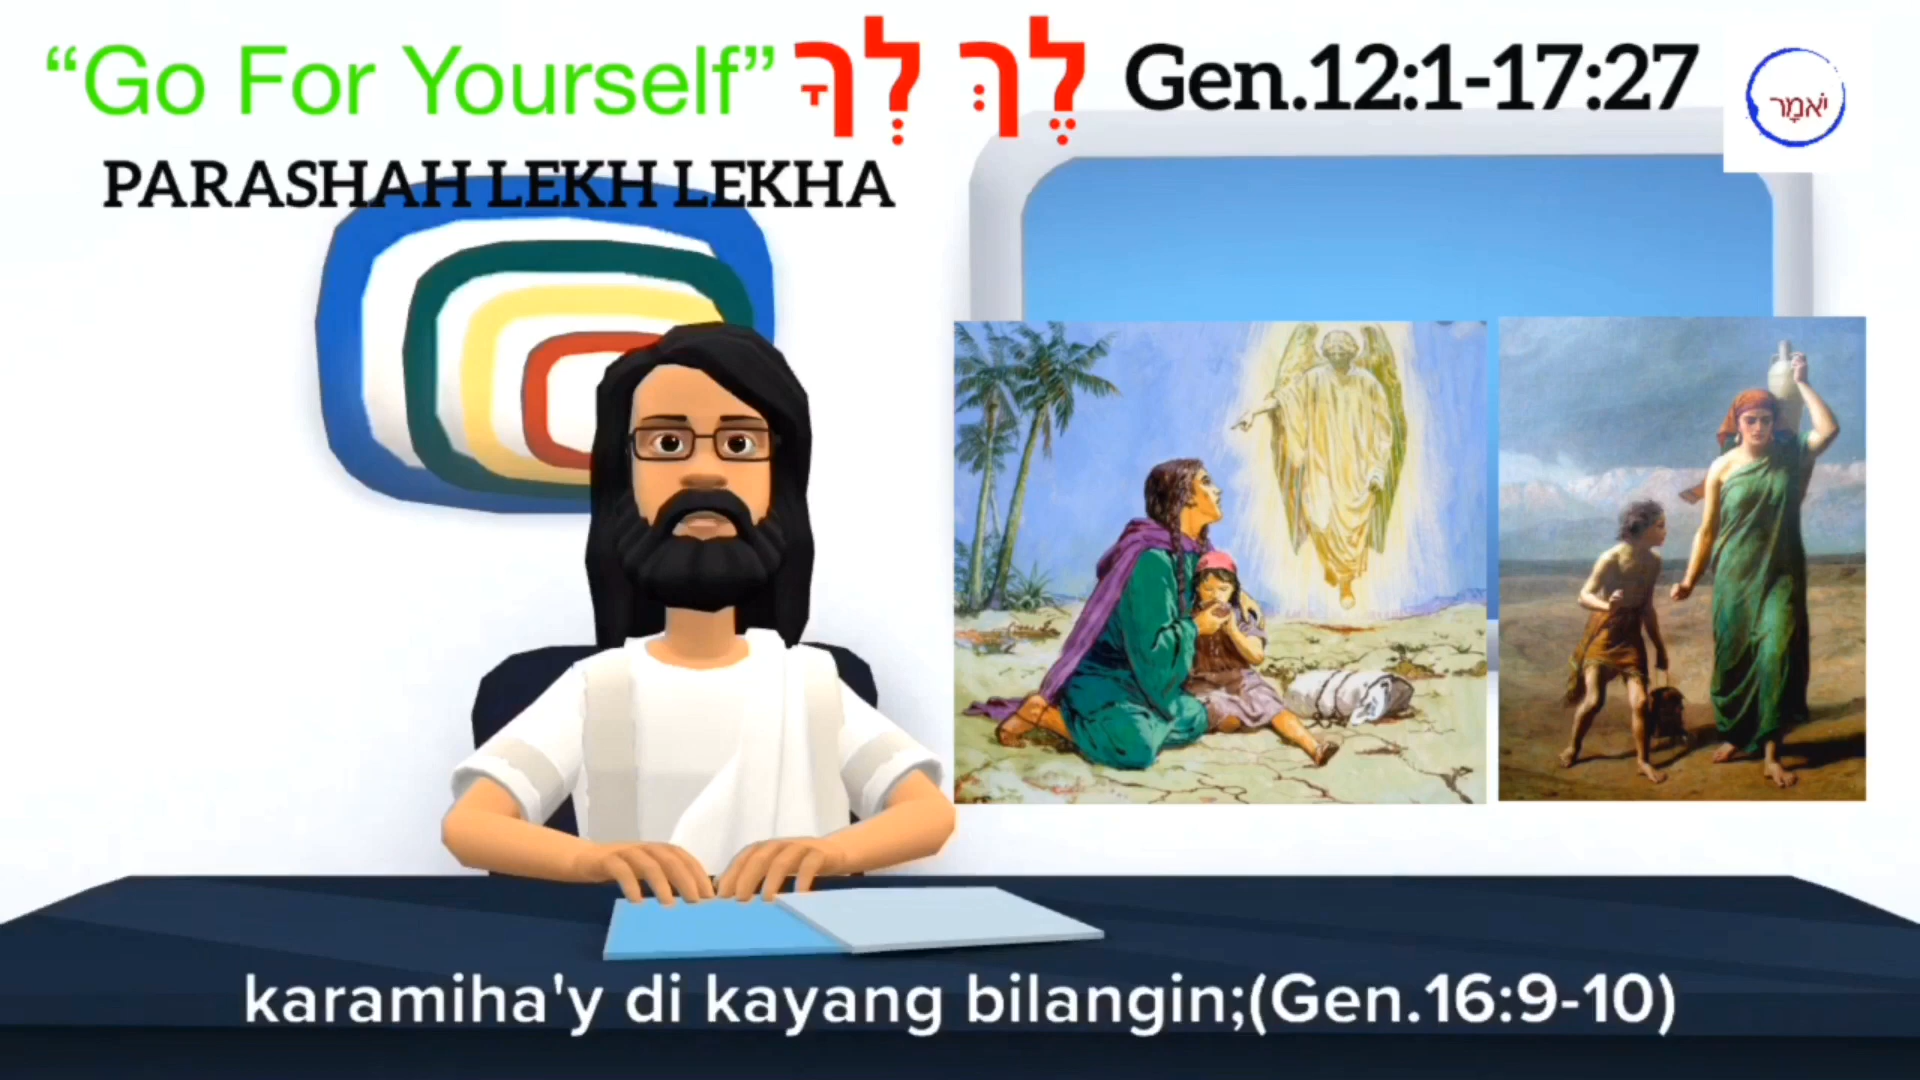 “Go For Yourself” לֶךְ לְךָ Gen.12:1-17:27
יֹאמָר
PARASHAH LEKH LEKHA
karamiha'y di kayang bilangin;(Gen.16:9-10)